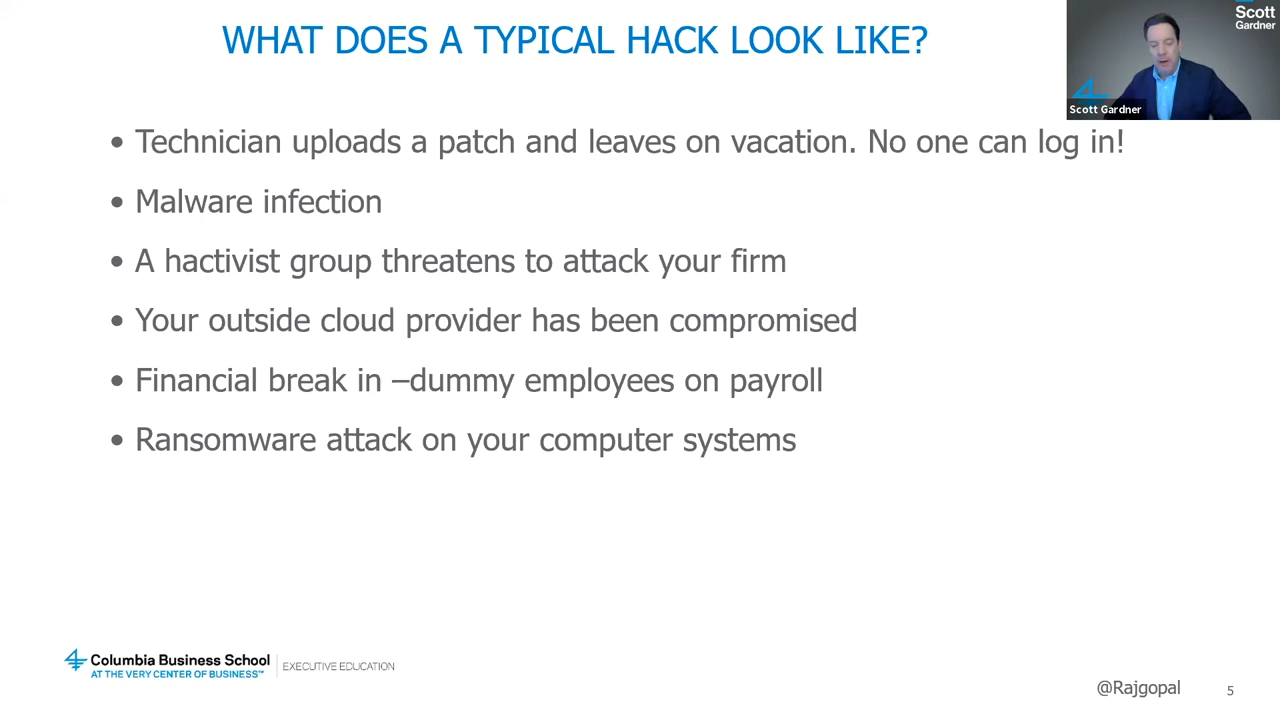 WHAT DOES A TYPICAL HACK LOOK LIKE?
Scott
Gardner
Scott Gardner
• Technician uploads a patch and leaves on vacation. No one can log in!
• Malware infection
• A hactivist group threatens to attack your firm
• Your outside cloud provider has been compromised
• Financial break in –dummy employees on payroll
• Ransomware attack on your computer systems
Columbia Business School
AT THE VERY CENTER OF BUSINESS™
EXECUTIVE EDUCATION
@Rajgopal
5